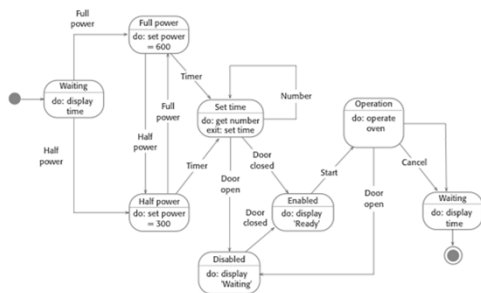 Full
power
Full power
do: set power
= 600
Waiting
do: display
time
Half
power
Half
power
Full
power
Timer
Timer
Half power
do: set power
= 300
Set time
do: get number
exit: set time
Number
Door
open
Door
closed
Door
closed
Enabled
do: display
'Ready'
Disabled
do: display
'Waiting'
Start
Operation
do: operate
oven
Door
open
Cancel
Waiting
do: display
time